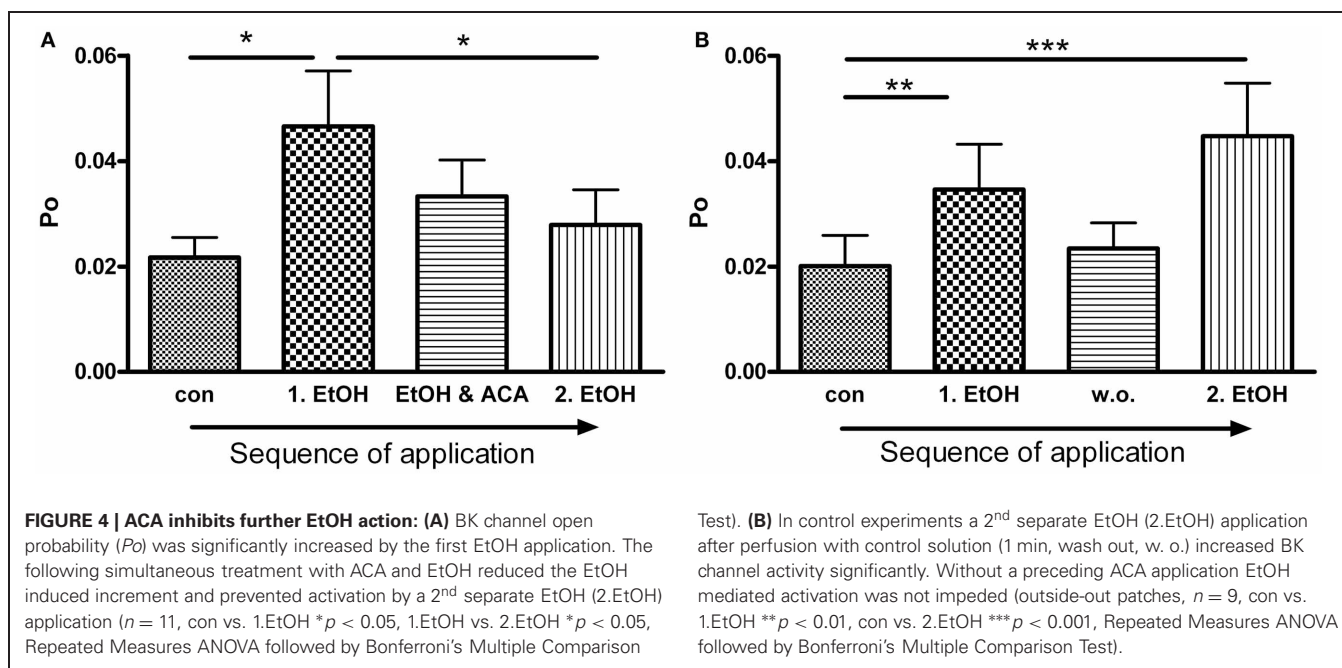 A
*
*
0.06
0.04
0.02
0.00
Po
con 1. EtOH EtOH & ACA 2. EtOH
Sequence of application
B
***
**
0.06
0.04
0.02
0.00
Po
con 1. EtOH w.o. 2. EtOH
Sequence of application
FIGURE 4 | ACA inhibits further EtOH action: (A) BK channel open
probability (Po) was significantly increased by the first EtOH application. The
following simultaneous treatment with ACA and EtOH reduced the EtOH
induced increment and prevented activation by a 2nd separate EtOH (2.EtOH)
application (n = 11, con vs. 1.EtOH *p < 0.05, 1.EtOH vs. 2.EtOH *p < 0.05,
Repeated Measures ANOVA followed by Bonferroni's Multiple Comparison
Test). (B) In control experiments a 2nd separate EtOH (2.EtOH) application
after perfusion with control solution (1 min, wash out, w. o.) increased BK
channel activity significantly. Without a preceding ACA application EtOH
mediated activation was not impeded (outside-out patches, n = 9, con vs.
1.EtOH **p < 0.01, con vs. 2.EtOH ***p < 0.001, Repeated Measures ANOVA
followed by Bonferroni's Multiple Comparison Test).